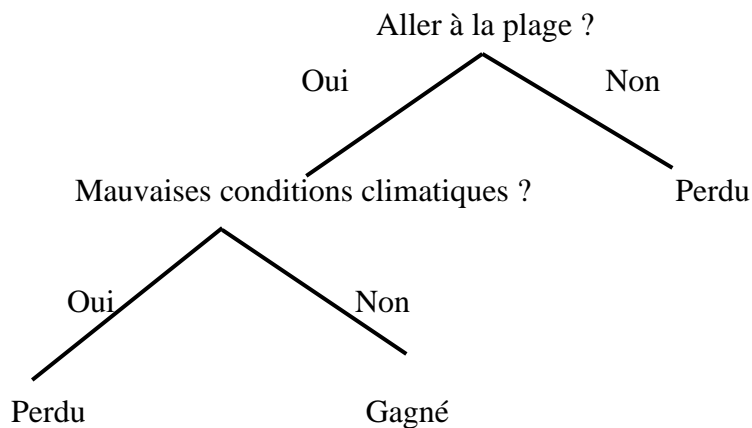 Aller à la plage ?
Oui Non
Mauvaises conditions climatiques ? Perdu
Oui Non
Perdu Gagné